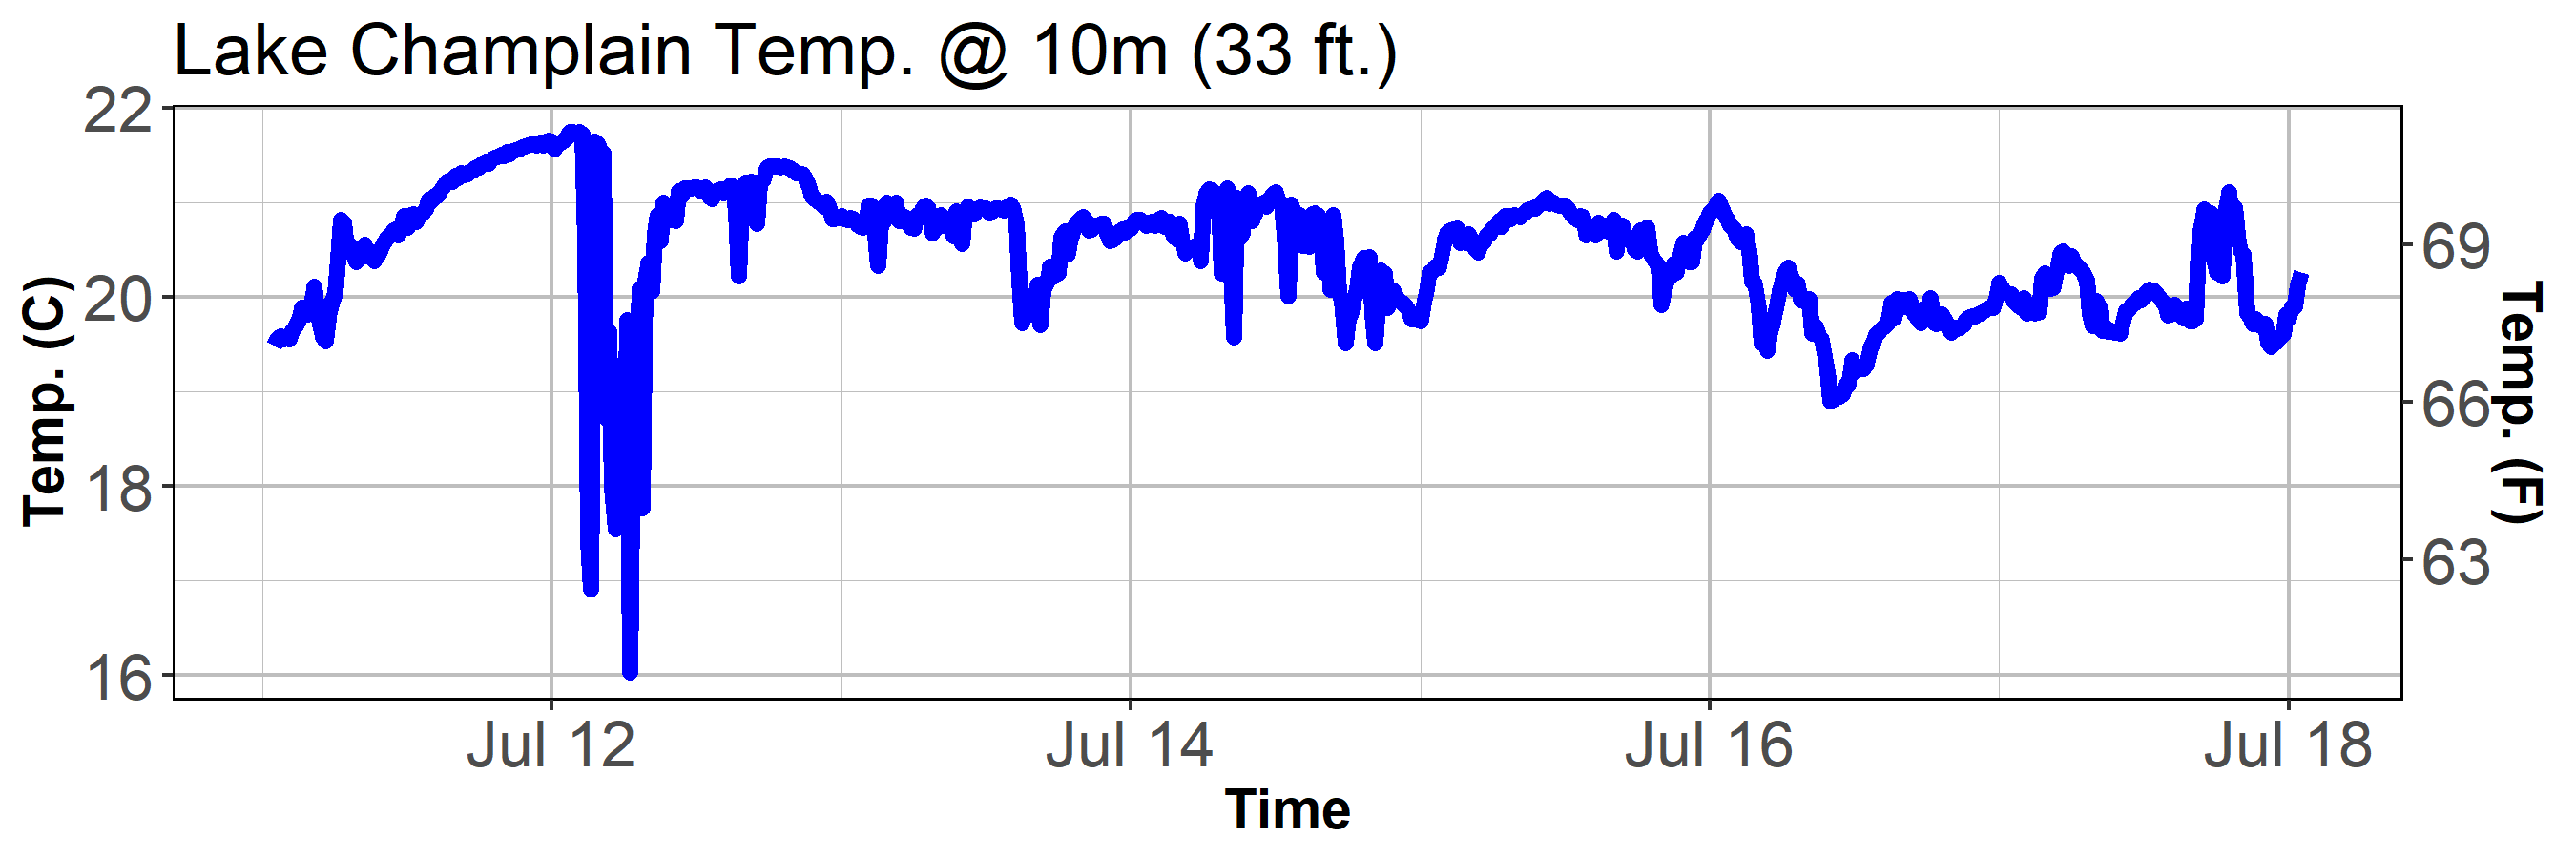 Lake Champlain Temp. @ 10m (33 ft.)
22
20
18
16
Temp. (C)
69
66
63
Temp. (F)
Jul 12
Jul 14
Jul 16
Jul 18
Time